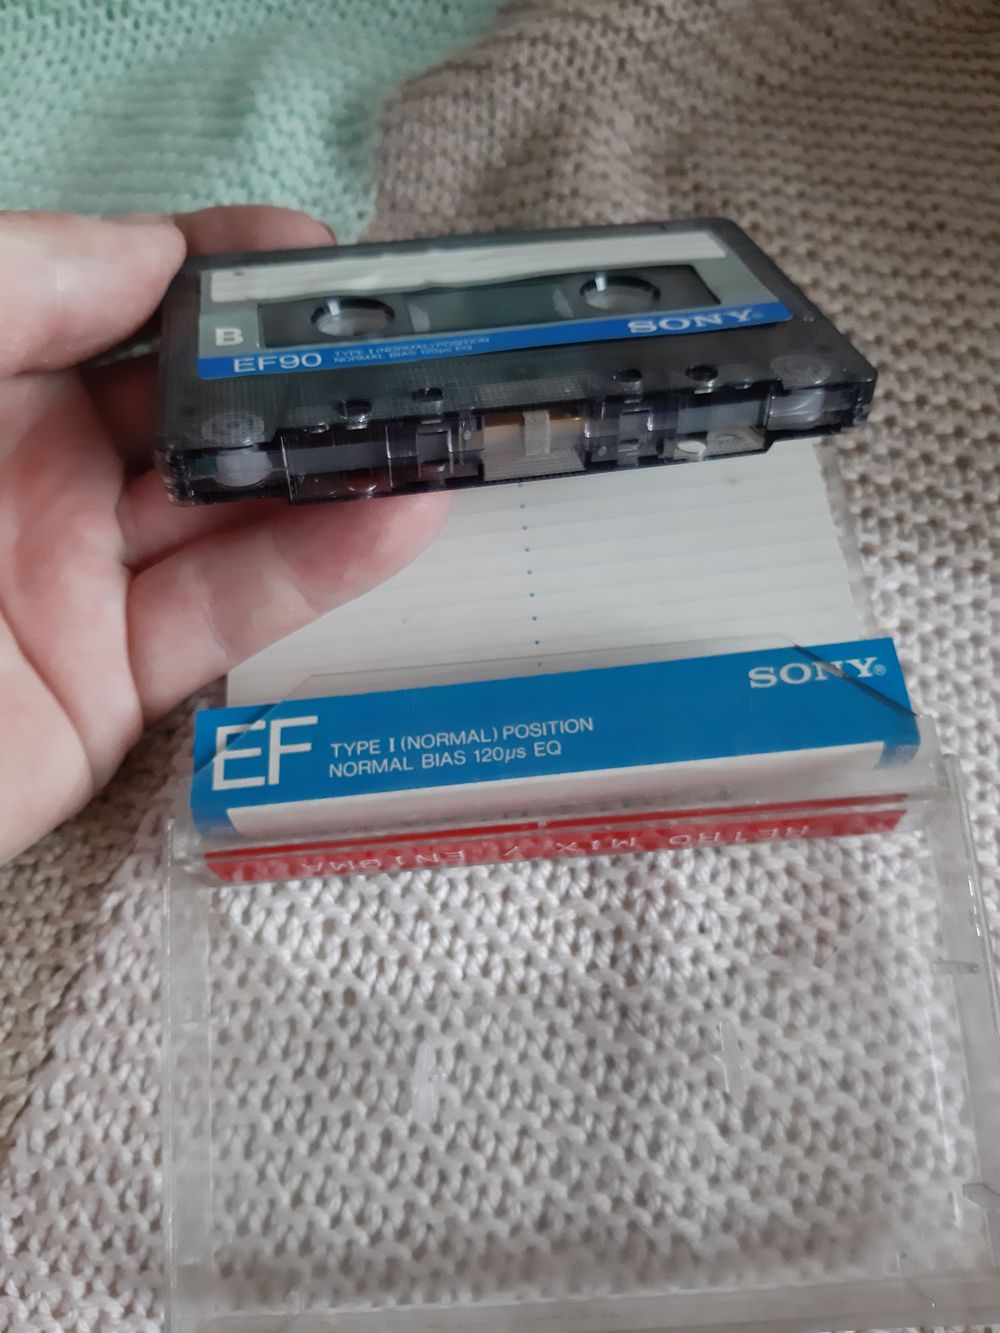 B
EF90
TYPE I (NORMAL) POSITION
NORMAL BIAS 120µs EQ
SONY®
SONY®
EF
TYPE I (NORMAL) POSITION
NORMAL BIAS 120µs EQ
RETRO MIX / ENIGMA